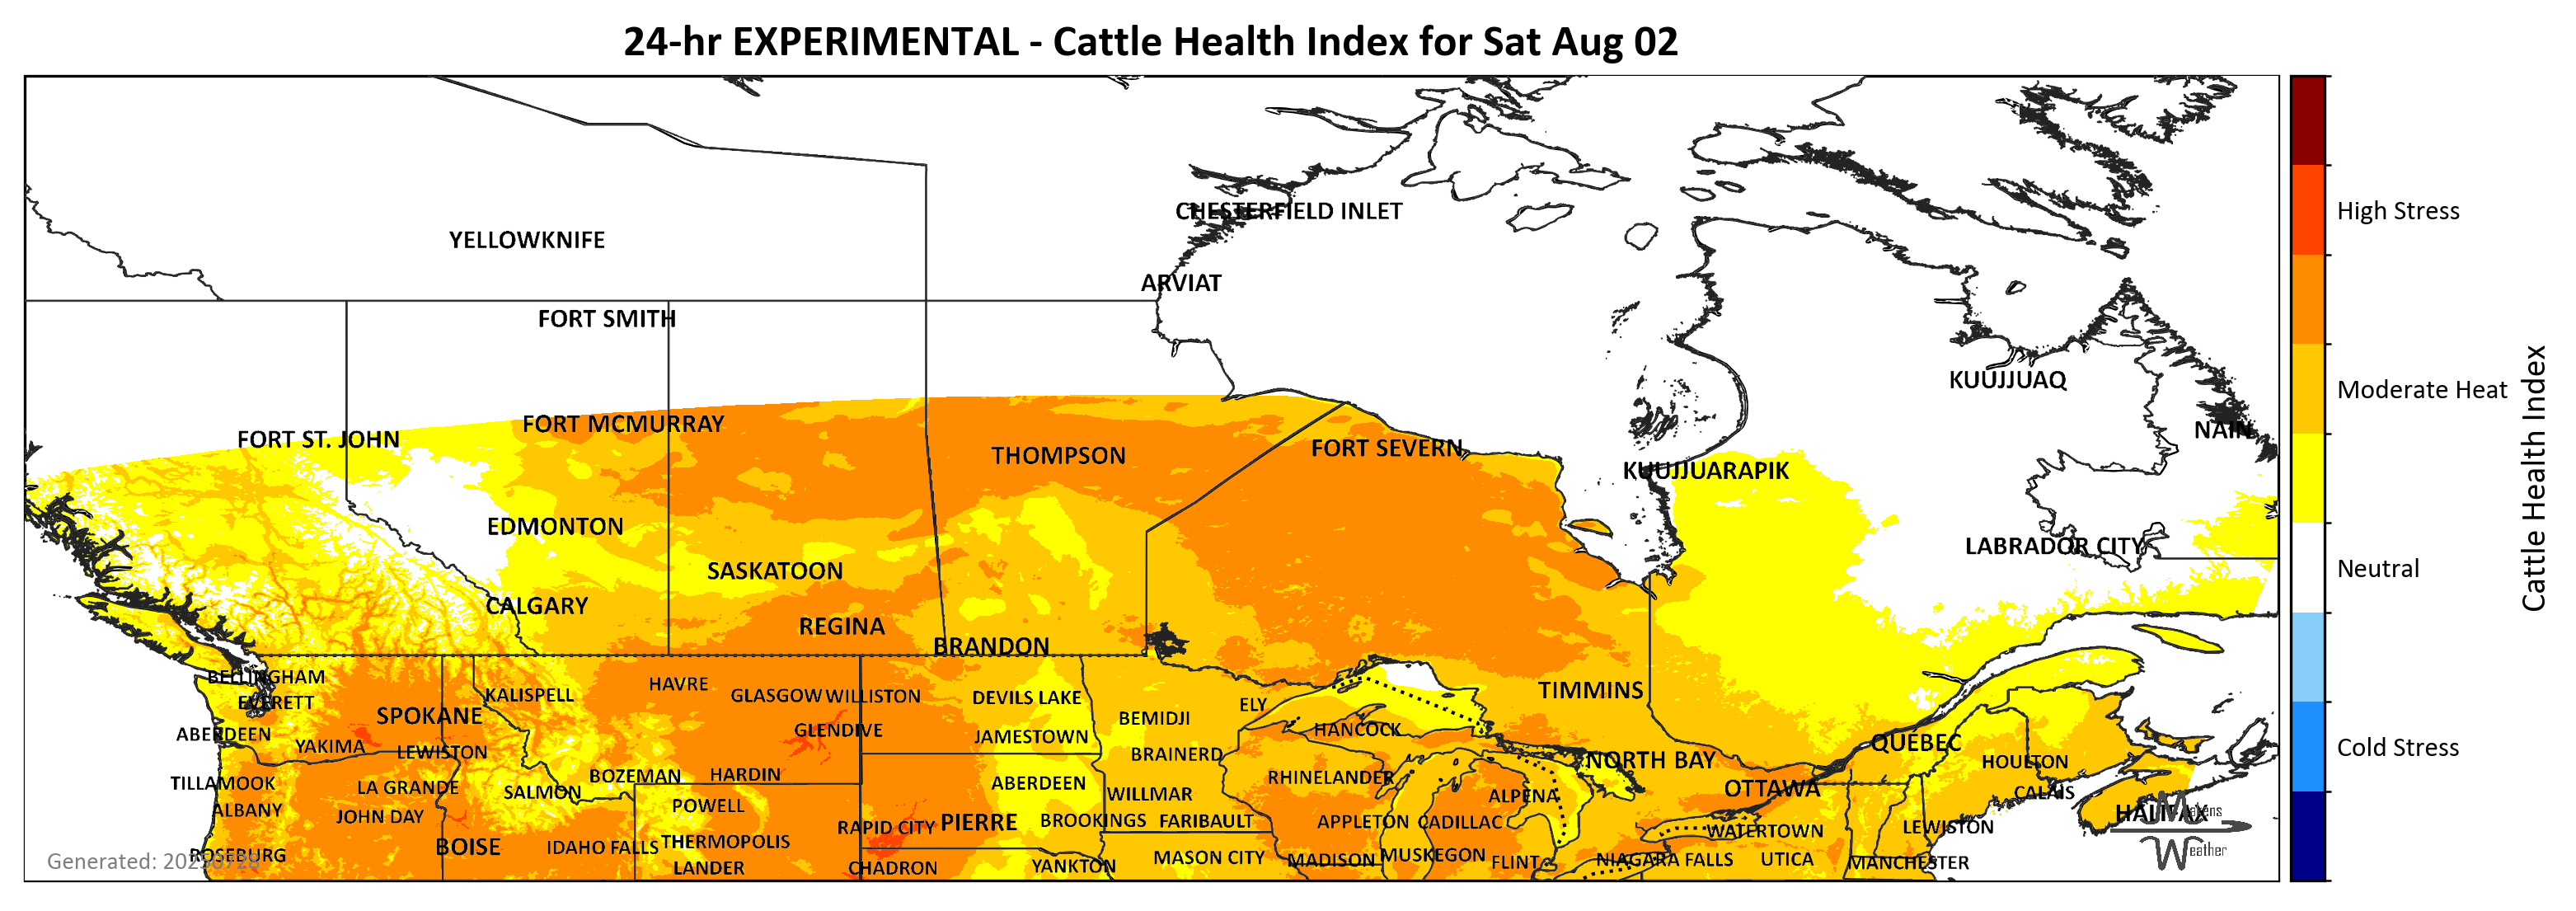 24-hr EXPERIMENTAL - Cattle Health Index for Sat Aug 02
CHESTERFIELD INLET
High Stress
YELLOWKNIFE
ARVIAT
FORT SMITH
KUUJJUAQ
Moderate Heat
FORT MCMURRAY
NAIN
FORT ST. JOHN
FORT SEVERN
THOMPSON
KUUJJUARAPIK
Cattle Health Index
EDMONTON
LABRADOR CITY
SASKATOON
Neutral
CALGARY
REGINA
BRANDON
BELLINGHAM
HAVRE
KALISPELL
GLASGOW WILLISTON
DEVILS LAKE
TIMMINS
EVERETT
ELY
SPOKANE
BEMIDJI
GLENDIVE
HANCOCK
ABERDEEN
JAMESTOWN
QUEBEC
YAKIMA
LEWISTON
BRAINERD
Cold Stress
NORTH BAY
HOULTON
BOZEMAN
HARDIN
RHINELANDER
TILLAMOOK
LA GRANDE
SALMON
ABERDEEN
WILLMAR
ALPENA
OTTAWA
CALAIS
ALBANY
JOHN DAY
POWELL
HALIFAX
RAPID CITY
PIERRE
BROOKINGS
FARIBAULT
APPLETON
CADILLAC
WATERTOWN
LEWISTON
BOISE
IDAHO FALLS
THERMOPOLIS
Weather
ROSEBURG
MASON CITY
MADISON
MUSKEGON
FLINT
NIAGARA FALLS
UTICA
MANCHESTER
LANDER
CHADRON
YANKTON
Generated: